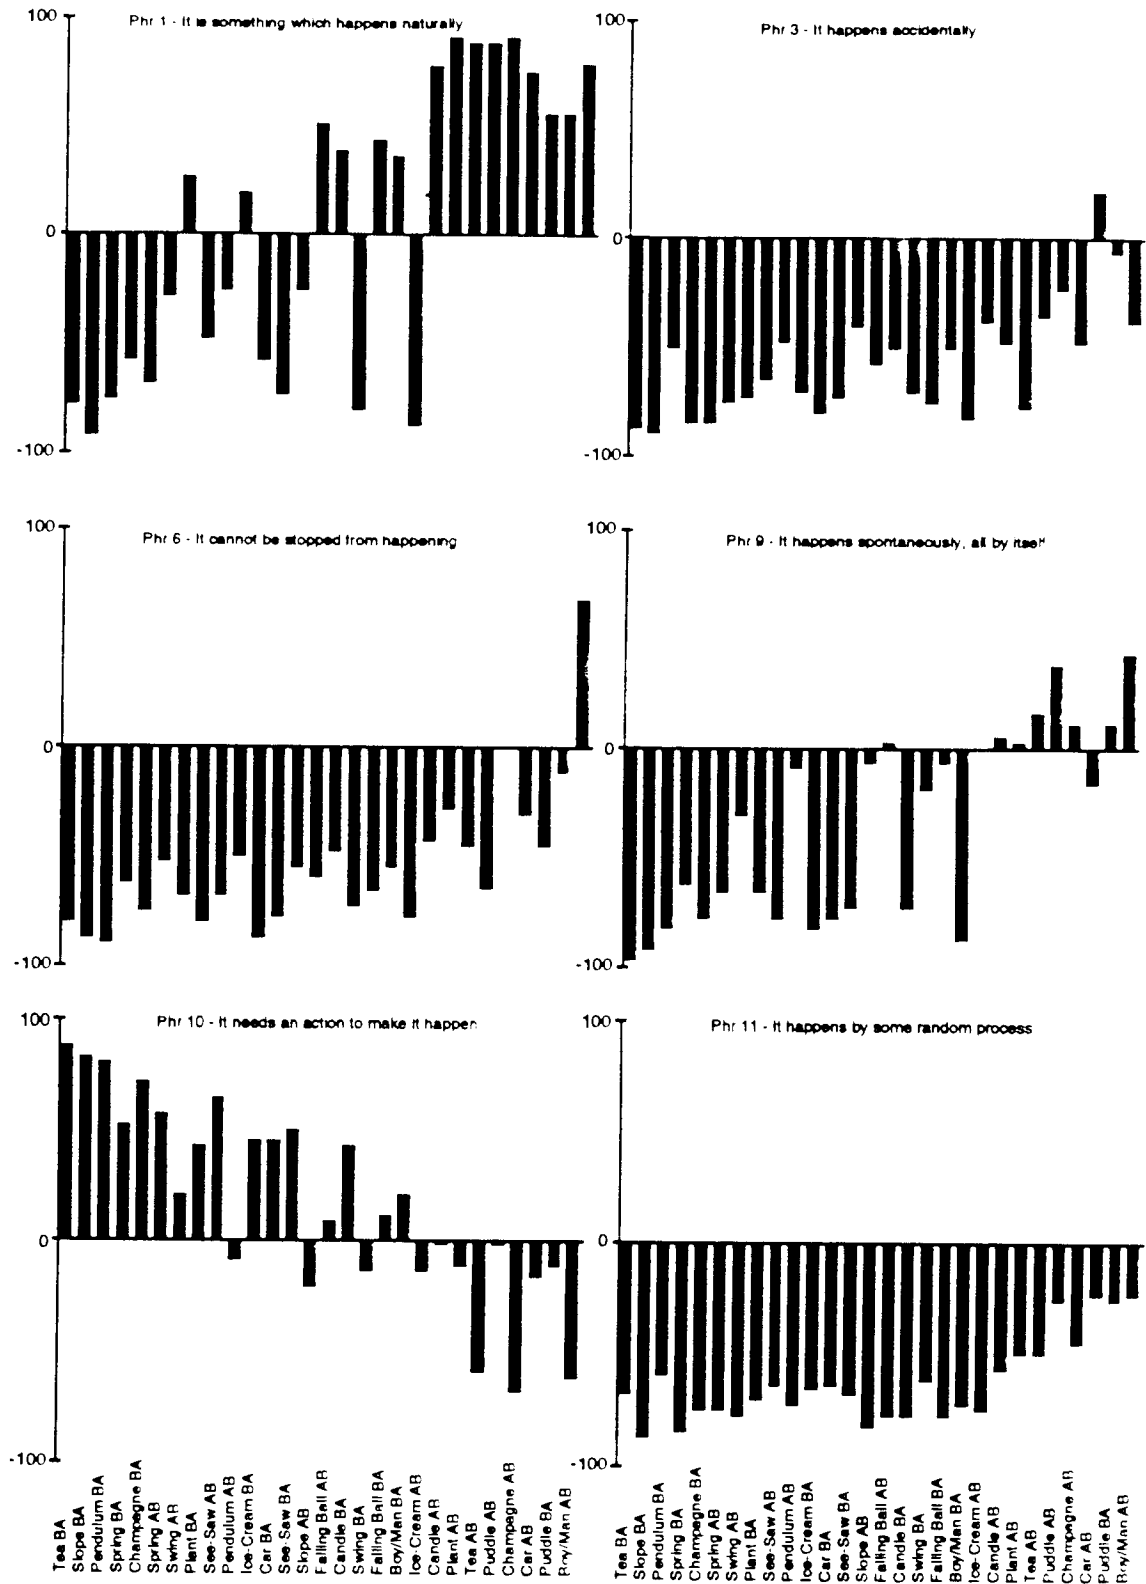 100
Phr 1 - It is something which happens naturally
0
-100
100
Phr 3 - It happens accidentally
0
-100
100
Phr 6 - It cannot be stopped from happening
0
-100
100
Phr 9 - It happens spontaneously, all by itself
0
-100
100
Phr 10 - It needs an action to make it happen
0
-100
100
Phr 11 - It happens by some random process
0
-100
Tea BA
Slope BA
Pendulum BA
Spring BA
Champagne BA
Spring AB
Swing AB
Plant BA
See-Saw AB
Pendulum AB
Ice-Cream BA
Car BA
See-Saw BA
Slope AB
Falling Ball AB
Candle BA
Swing BA
Falling Ball BA
Boy/Man BA
Ice-Cream AB
Candle AB
Plant AB
Tea AB
Puddle AB
Champagne AB
Car AB
Puddle BA
Boy/Man AB
Tea BA
Slope BA
Pendulum BA
Spring BA
Champagne BA
Spring AB
Swing AB
Plant BA
See-Saw AB
Pendulum AB
Ice-Cream BA
Car BA
See-Saw BA
Slope AB
Falling Ball AB
Candle BA
Swing BA
Falling Ball BA
Boy/Man BA
Ice-Cream AB
Candle AB
Plant AB
Tea AB
Puddle AB
Champagne AB
Car AB
Puddle BA
Boy/Man AB